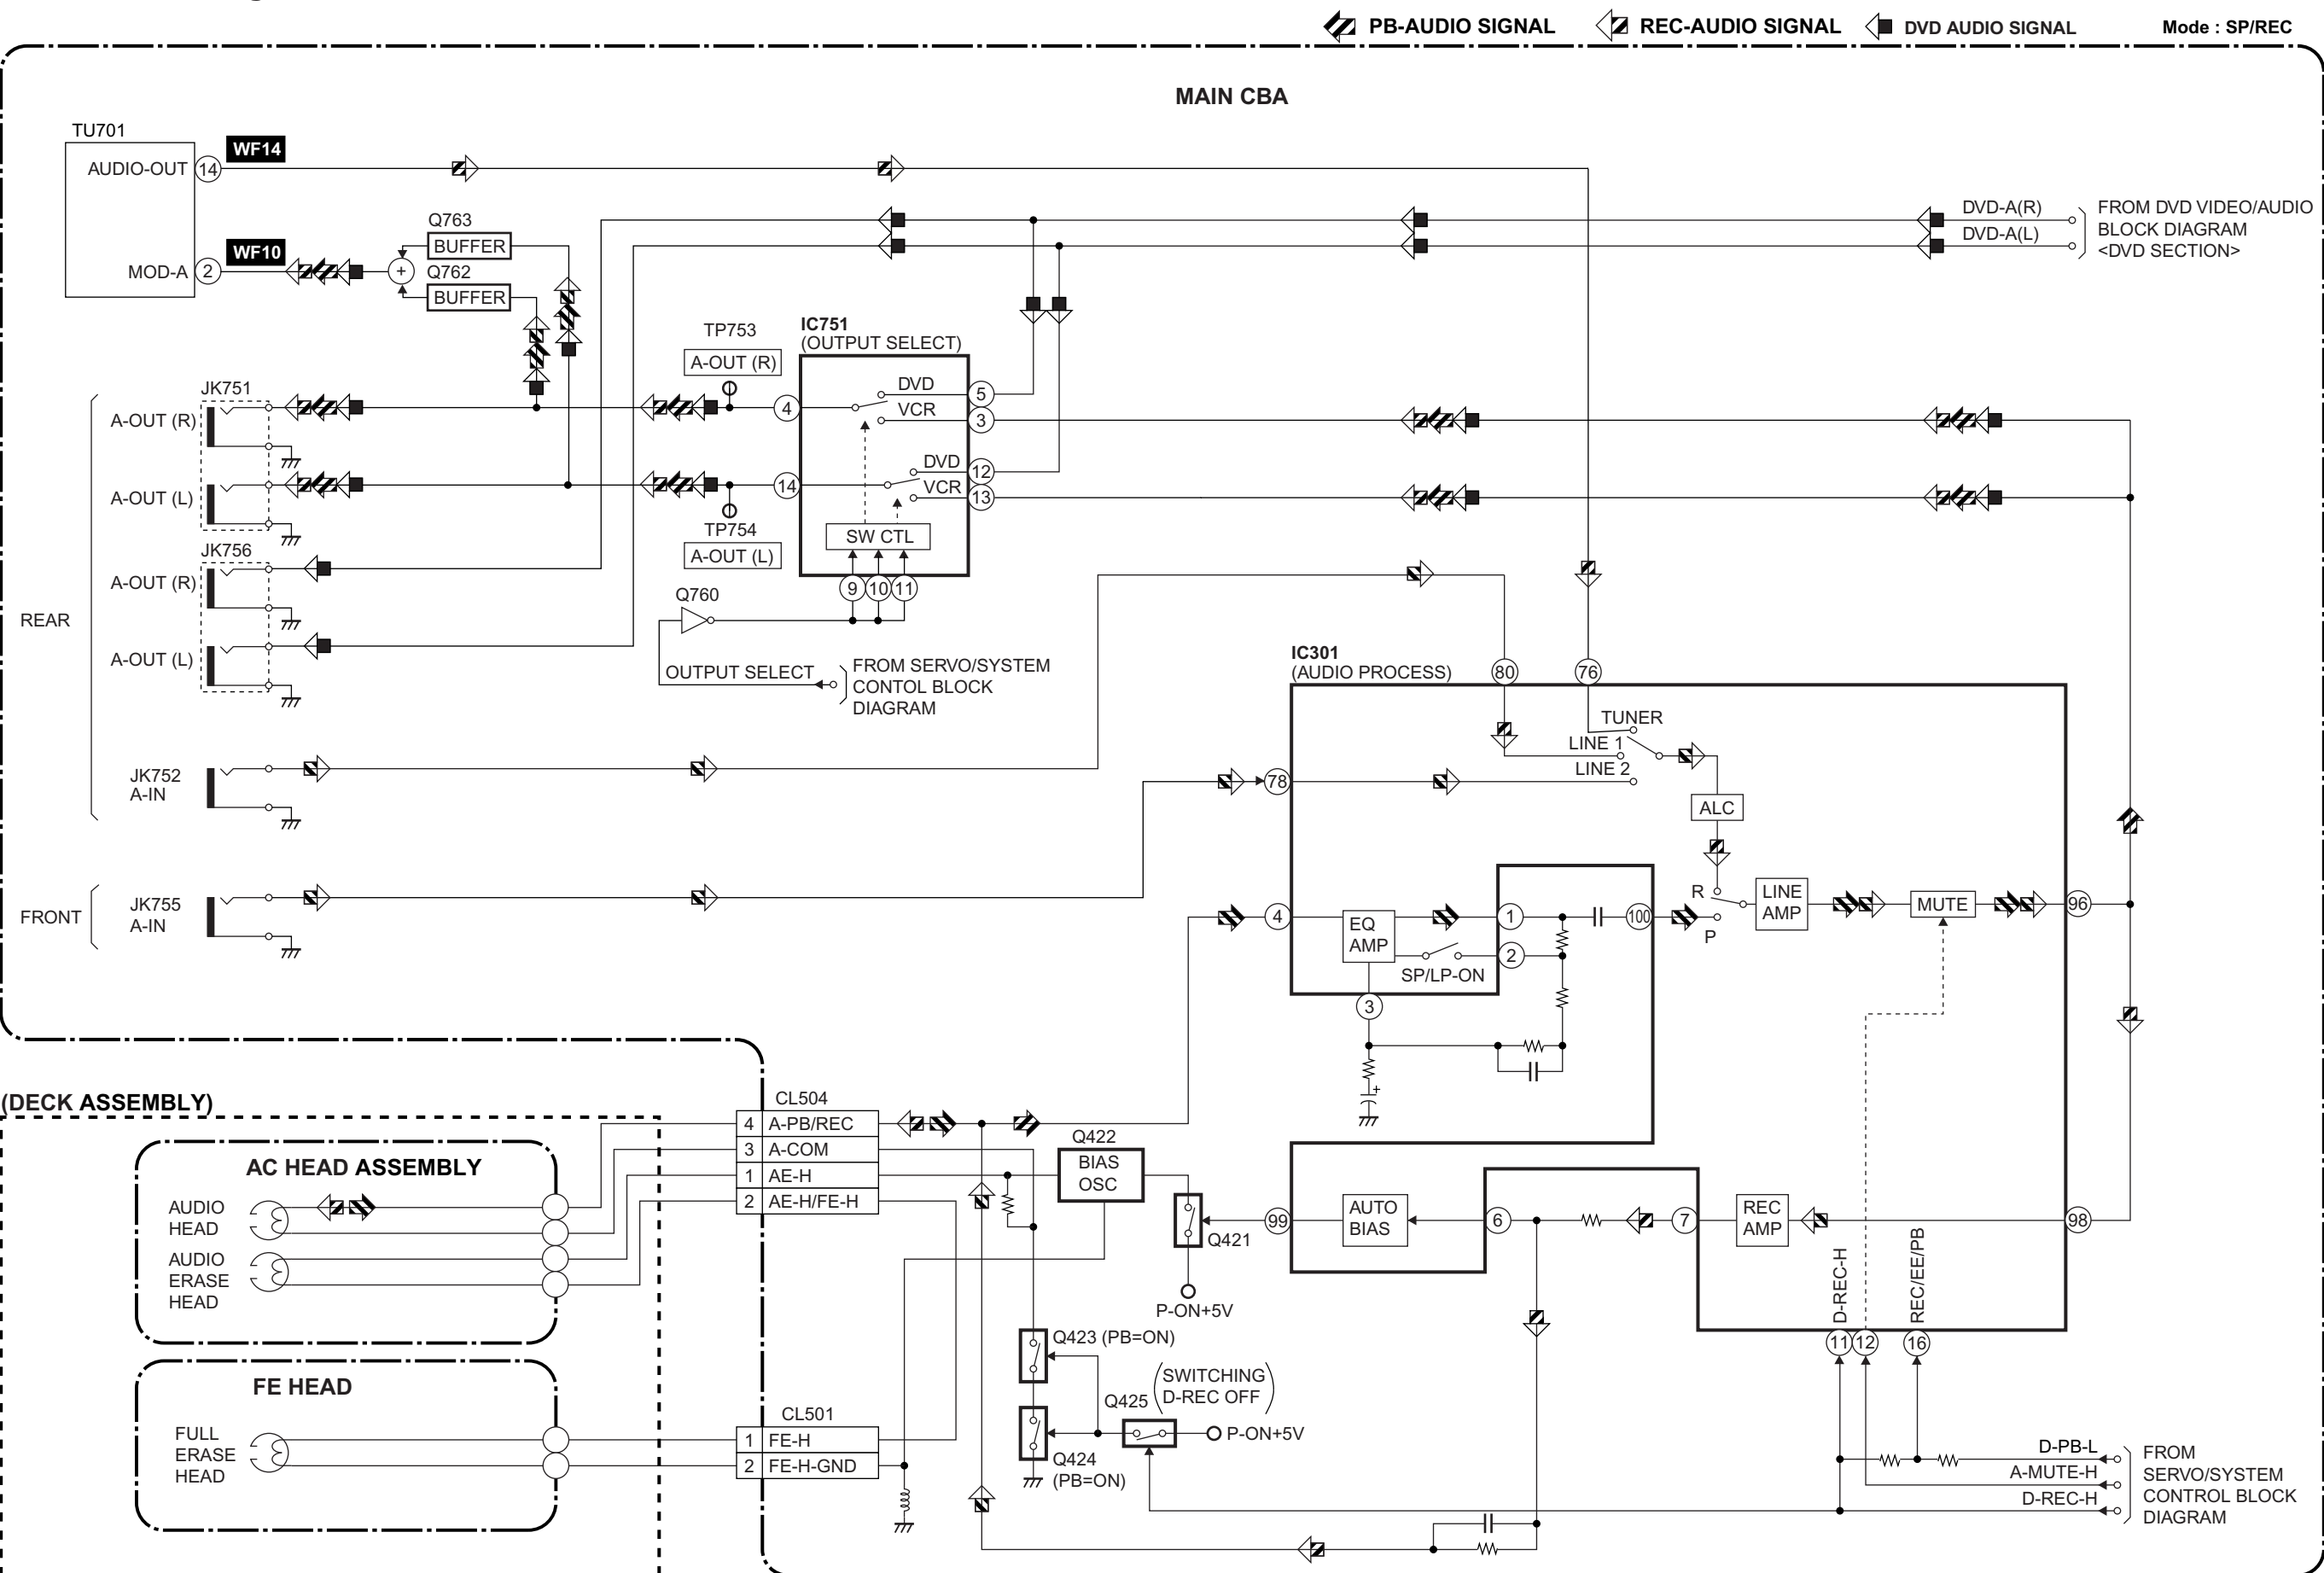 PB-AUDIO SIGNAL REC-AUDIO SIGNAL DVD AUDIO SIGNAL Mode : SP/REC
MAIN CBA
TU701
AUDIO-OUT 14 WF14
MOD-A 2 WF10
Q763
BUFFER
+
Q762
BUFFER
DVD-A(R)
DVD-A(L)
FROM DVD VIDEO/AUDIO
BLOCK DIAGRAM
<DVD SECTION>
TP753
A-OUT (R)
TP754
A-OUT (L)
IC751
(OUTPUT SELECT)
DVD
VCR
DVD
VCR
SW CTL
4
14
5
3
12
13
9 10 11
Q760
OUTPUT SELECT
FROM SERVO/SYSTEM
CONTOL BLOCK
DIAGRAM
REAR
JK751
A-OUT (R)
A-OUT (L)
JK756
A-OUT (R)
A-OUT (L)
JK752
A-IN
FRONT
JK755
A-IN
IC301
(AUDIO PROCESS)
80
76
78
TUNER
LINE 1
LINE 2
ALC
R
P
LINE
AMP
MUTE
96
4
EQ
AMP
SP/LP-ON
1
2
3
100
+
99
AUTO
BIAS
6
7
REC
AMP
98
D-REC-H
REC/EE/PB
11 12 16
(DECK ASSEMBLY)
AC HEAD ASSEMBLY
AUDIO
HEAD
AUDIO
ERASE
HEAD
FE HEAD
FULL
ERASE
HEAD
CL504
4 A-PB/REC
3 A-COM
1 AE-H
2 AE-H/FE-H
CL501
1 FE-H
2 FE-H-GND
Q422
BIAS
OSC
Q421
P-ON+5V
Q423 (PB=ON)
Q424
(PB=ON)
Q425
(SWITCHING
D-REC OFF)
P-ON+5V
D-PB-L
A-MUTE-H
D-REC-H
FROM
SERVO/SYSTEM
CONTROL BLOCK
DIAGRAM